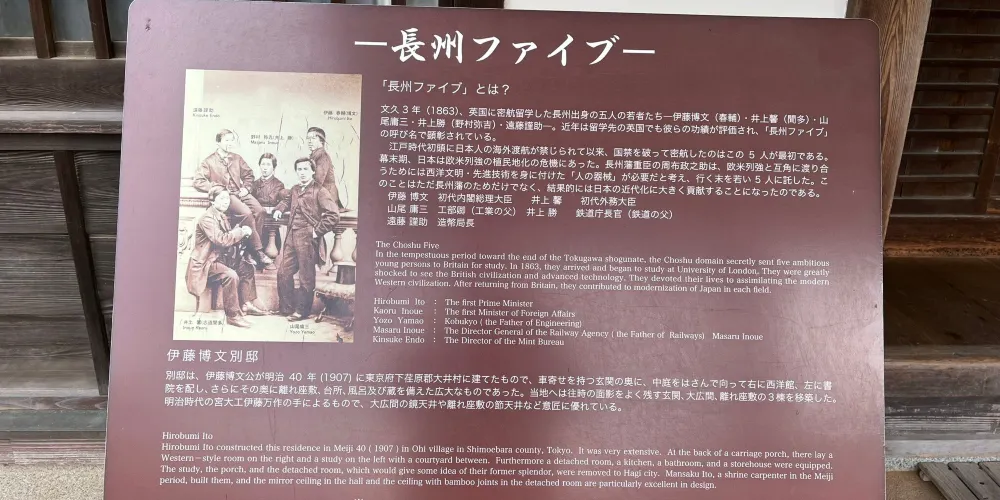 ―長州ファイブ―
「長州ファイブ」とは？
文久３年（1863）、英国に密航留学した長州出身の五人の若者たち―伊藤博文（春輔）・井上馨（聞多）・山
尾庸三・井上勝（野村弥吉）・遠藤謹助―。近年は留学先の英国でも彼らの功績が評価され、「長州ファイブ」
の呼び名で顕彰されている。
江戸時代初頭に日本人の海外渡航が禁じられて以来、国禁を破って密航したのはこの５人が最初である。
幕末期、日本は欧米列強の植民地化の危機にあった。長州藩重臣の周布政之助は、欧米列強と互角に渡り合
うためには西洋文明・先進技術を身に付けた「人の器械」が必要だと考え、行く末を若い５人に託した。こ
のことはただ長州藩のためだけでなく、結果的には日本の近代化に大きく貢献することになったのである。
伊藤 博文　初代内閣総理大臣　　井上 馨　　初代外務大臣
山尾 庸三　工部卿（工業の父）　井上 勝　　鉄道庁長官（鉄道の父）
遠藤 謹助　造幣局長
遠藤 謹助
Kinsuke Endo
伊藤 春輔(博文)
Hirobumi Ito
野村 弥吉(井上 勝)
Masaru Inoue
山尾庸三
Yozo Yamao
The Choshu Five
In the tempestuous period toward the end of the Tokugawa shogunate, the Choshu domain secretly sent five ambitious
young persons to Britain for study. In 1863, they arrived and began to study at University of London, They were greatly
shocked to see the British civilization and advanced technology. They devoted their lives to assimilating the modern
Western civilization. After returning from Britain, they contributed to modernization of Japan in each field.
Hirobumi Ito : The first Prime Minister
Kaoru Inoue : The first Minister of Foreign Affairs
Yozo Yamao : Kohukyo ( the Father of Engineering)
Masaru Inoue : The Director General of the Railway Agency ( the Father of Railways) Masaru Inoue
Kinsuke Endo : The Director of the Mint Bureau
伊藤博文別邸
別邸は、伊藤博文公が明治 40 年 (1907) に東京府下荏原郡大井村に建てたもので、車寄せを持つ玄関の奥に、中庭をはさんで向って右に西洋館、左に書
院を配し、さらにその奥に離れ座敷、台所、風呂及び蔵を備えた広大なものであった。当地へは往時の面影をよく残す玄関、大広間、離れ座敷の３棟を移築した。
明治時代の宮大工伊藤万作の手によるもので、大広間の鏡天井や離れ座敷の節天井など意匠に優れている。
Hirobumi Ito
Hirobumi Ito constructed this residence in Meiji 40 ( 1907 ) in Ohi village in Shimoebara county, Tokyo. It was very extensive. At the back of a carriage porch, there lay a
Western-style room on the right and a study on the left with a courtyard between. Furthermore a detached room, a kitchen, a bathroom, and a storehouse were equipped.
The study, the porch, and the detached room, which would give some idea of their former splendor, were removed to Hagi city. Mansaku Ito, a shrine carpenter in the Meiji
period, built them, and the mirror ceiling in the hall and the ceiling with bamboo joints in the detached room are particularly excellent in design.